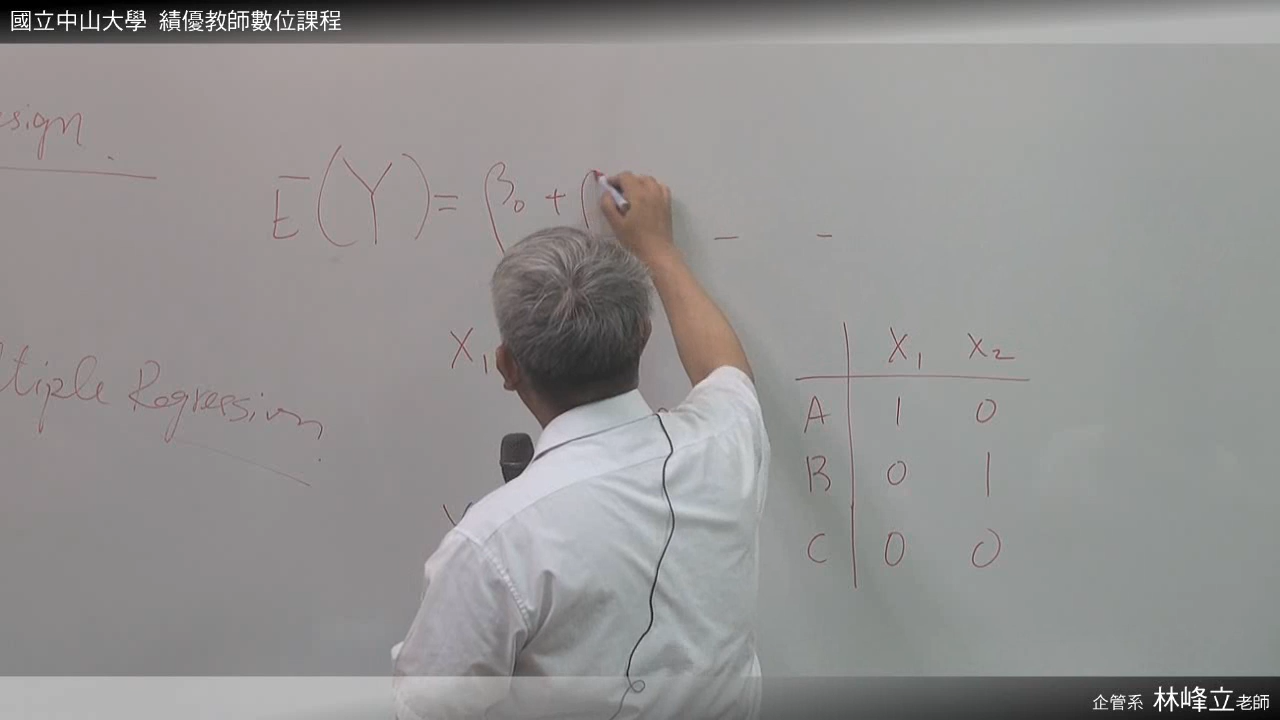 國立中山大學 績優教師數位課程
sign.
E(Y) = β₀ + β
X₁
X₁ X₂
ltiple Regression.
A 1 0
B 0 1
C 0 0
企管系 林峰立老師